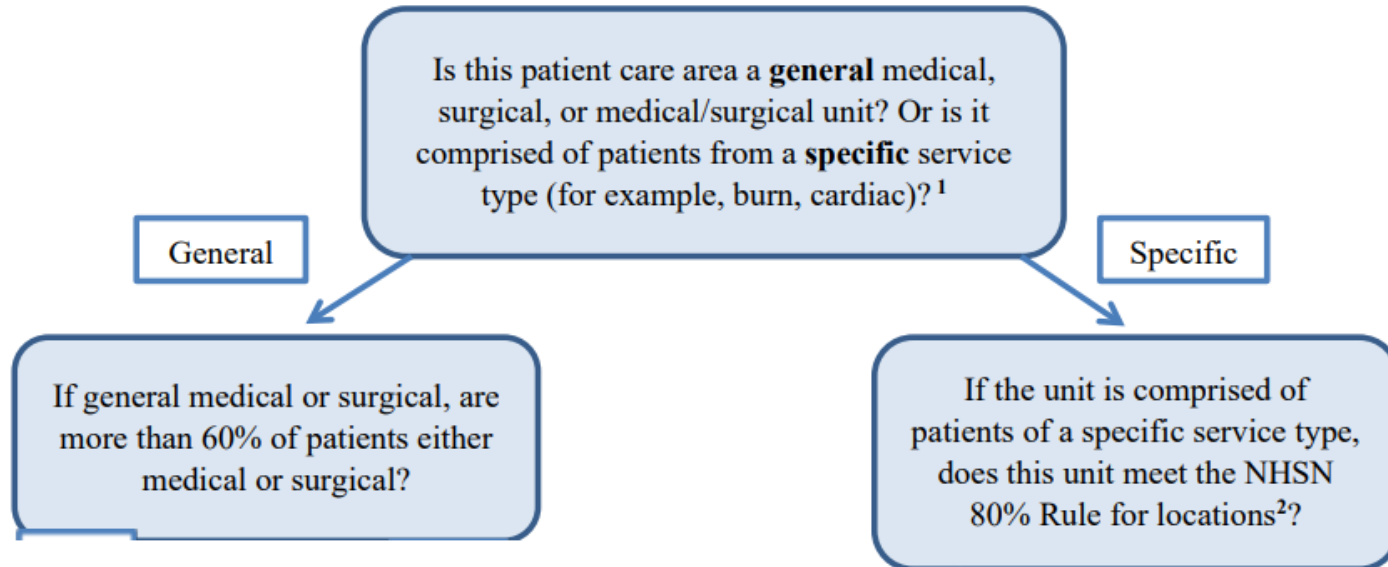 Is this patient care area a general medical,
surgical, or medical/surgical unit? Or is it
comprised of patients from a specific service
type (for example, burn, cardiac)? 1
General
Specific
If general medical or surgical, are
more than 60% of patients either
medical or surgical?
If the unit is comprised of
patients of a specific service type,
does this unit meet the NHSN
80% Rule for locations2?